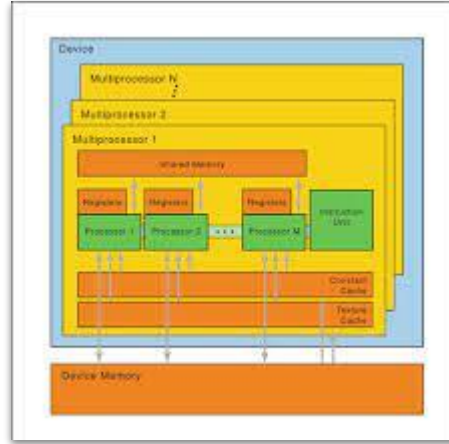 Device
Multiprocessor N
Multiprocessor 2
Multiprocessor 1
Shared Memory
Registers Registers Registers
Processor 1 Processor 2 ... Processor M
Instruction
Unit
Constant
Cache
Texture
Cache
Device Memory